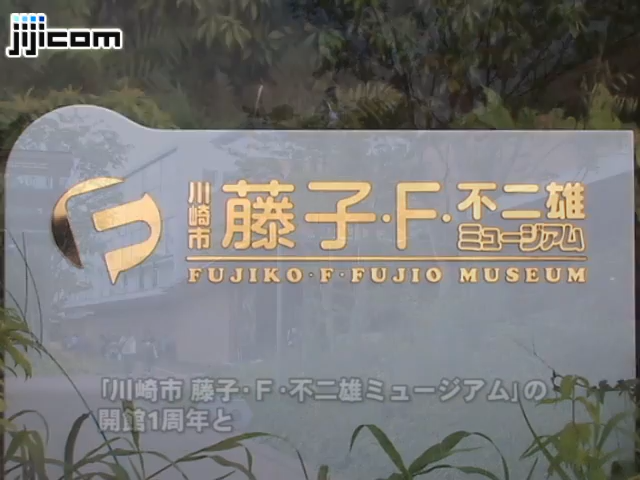 jijicom
川崎市
藤子・F・不二雄
ミュージアム
FUJIKO・F・FUJIO MUSEUM
「川崎市 藤子・F・不二雄ミュージアム」の
開館1周年と